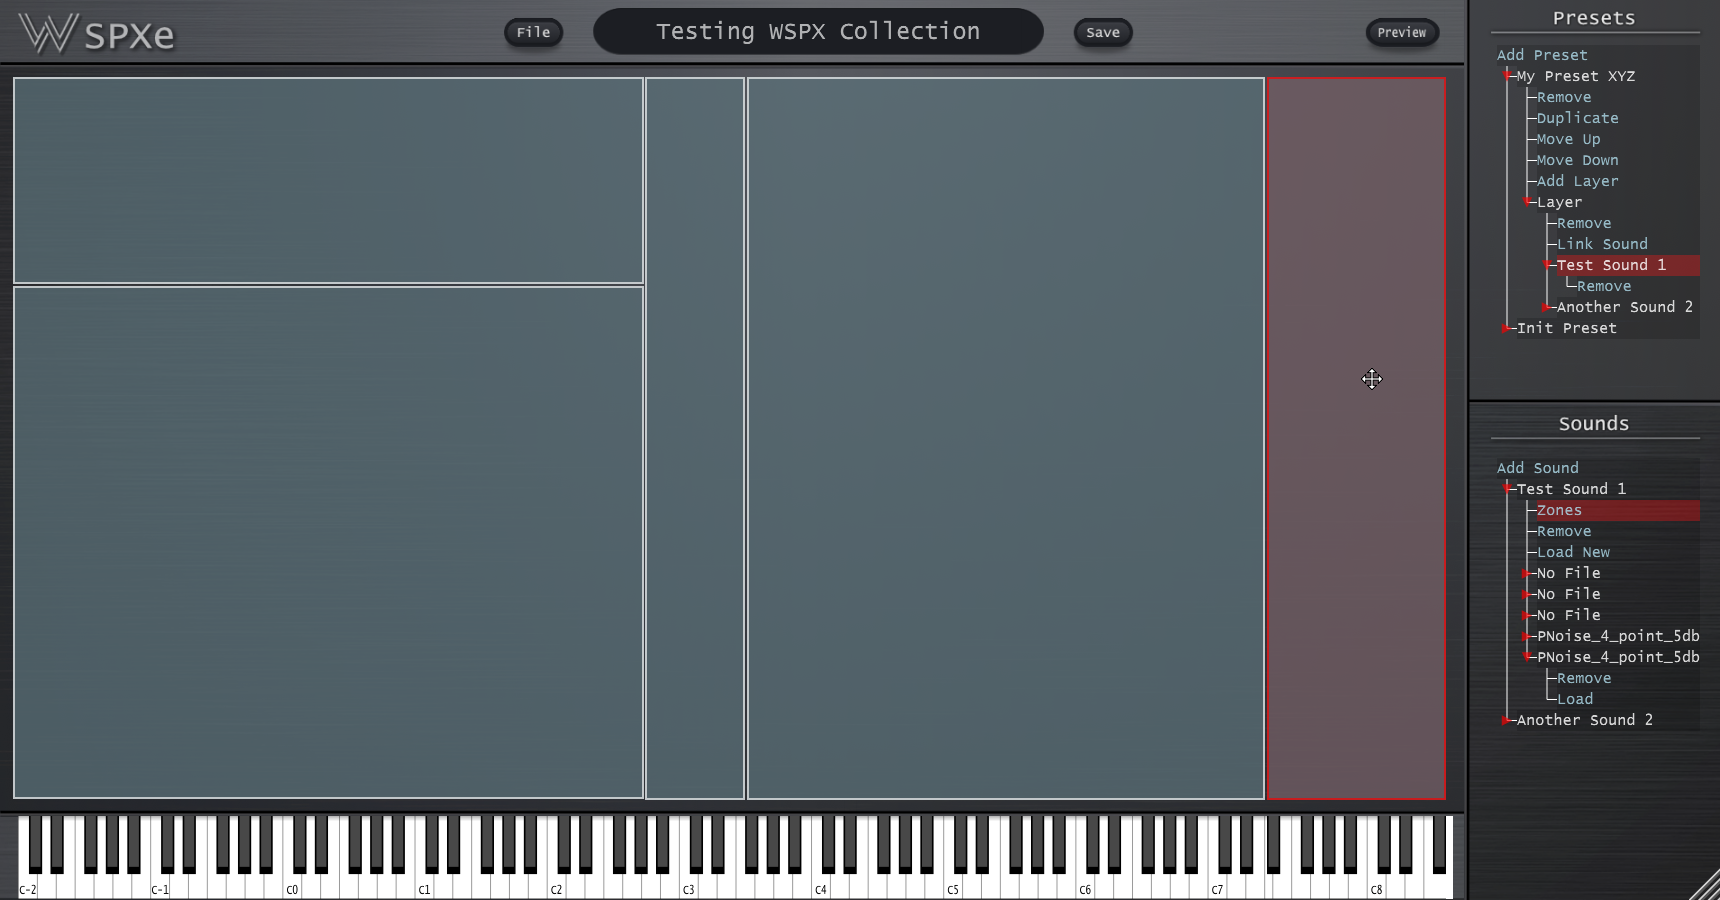 WSPXe
File
Testing WSPX Collection
Save
Preview
Presets
Add Preset
My Preset XYZ
Remove
Duplicate
Move Up
Move Down
Add Layer
Layer
Remove
Link Sound
Test Sound 1
Remove
Another Sound 2
Init Preset
Sounds
Add Sound
Test Sound 1
Zones
Remove
Load New
No File
No File
No File
PNoise_4_point_5db
PNoise_4_point_5db
Remove
Load
Another Sound 2
C-2 C-1 C0 C1 C2 C3 C4 C5 C6 C7 C8